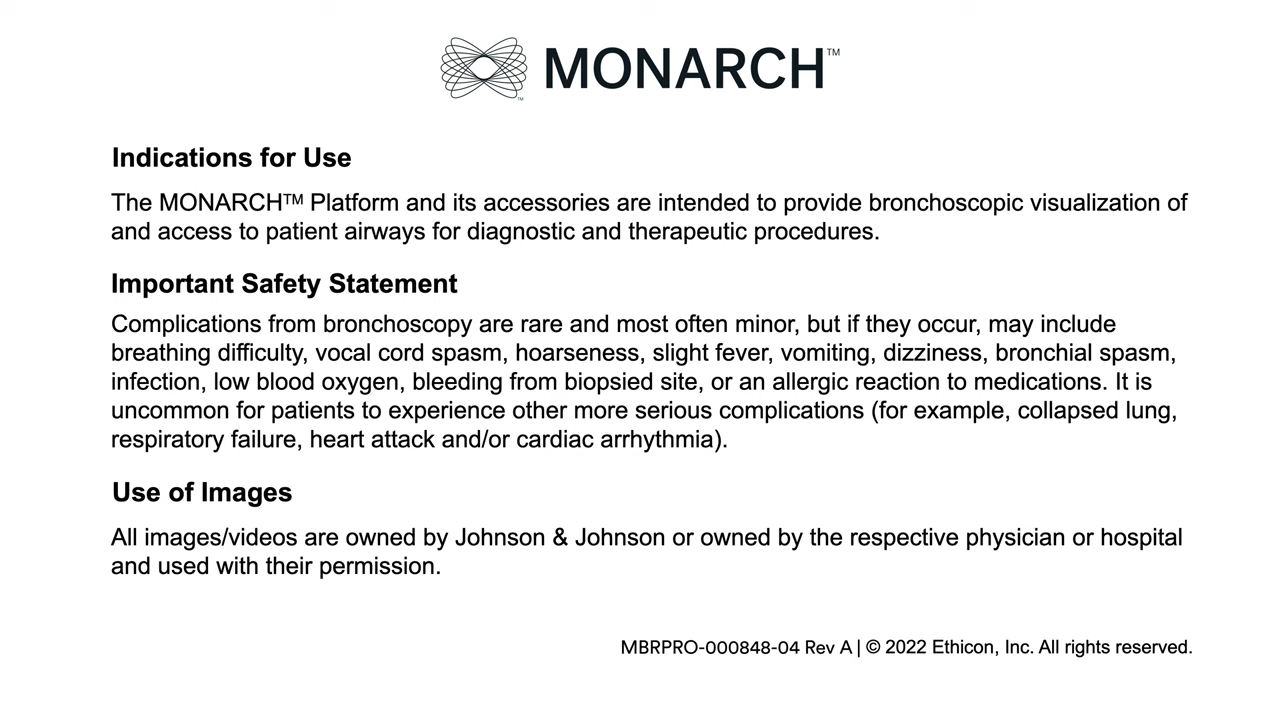 MONARCH™
Indications for Use
The MONARCH™ Platform and its accessories are intended to provide bronchoscopic visualization of
and access to patient airways for diagnostic and therapeutic procedures.
Important Safety Statement
Complications from bronchoscopy are rare and most often minor, but if they occur, may include
breathing difficulty, vocal cord spasm, hoarseness, slight fever, vomiting, dizziness, bronchial spasm,
infection, low blood oxygen, bleeding from biopsied site, or an allergic reaction to medications. It is
uncommon for patients to experience other more serious complications (for example, collapsed lung,
respiratory failure, heart attack and/or cardiac arrhythmia).
Use of Images
All images/videos are owned by Johnson & Johnson or owned by the respective physician or hospital
and used with their permission.
MBRPRO-000848-04 Rev A | © 2022 Ethicon, Inc. All rights reserved.